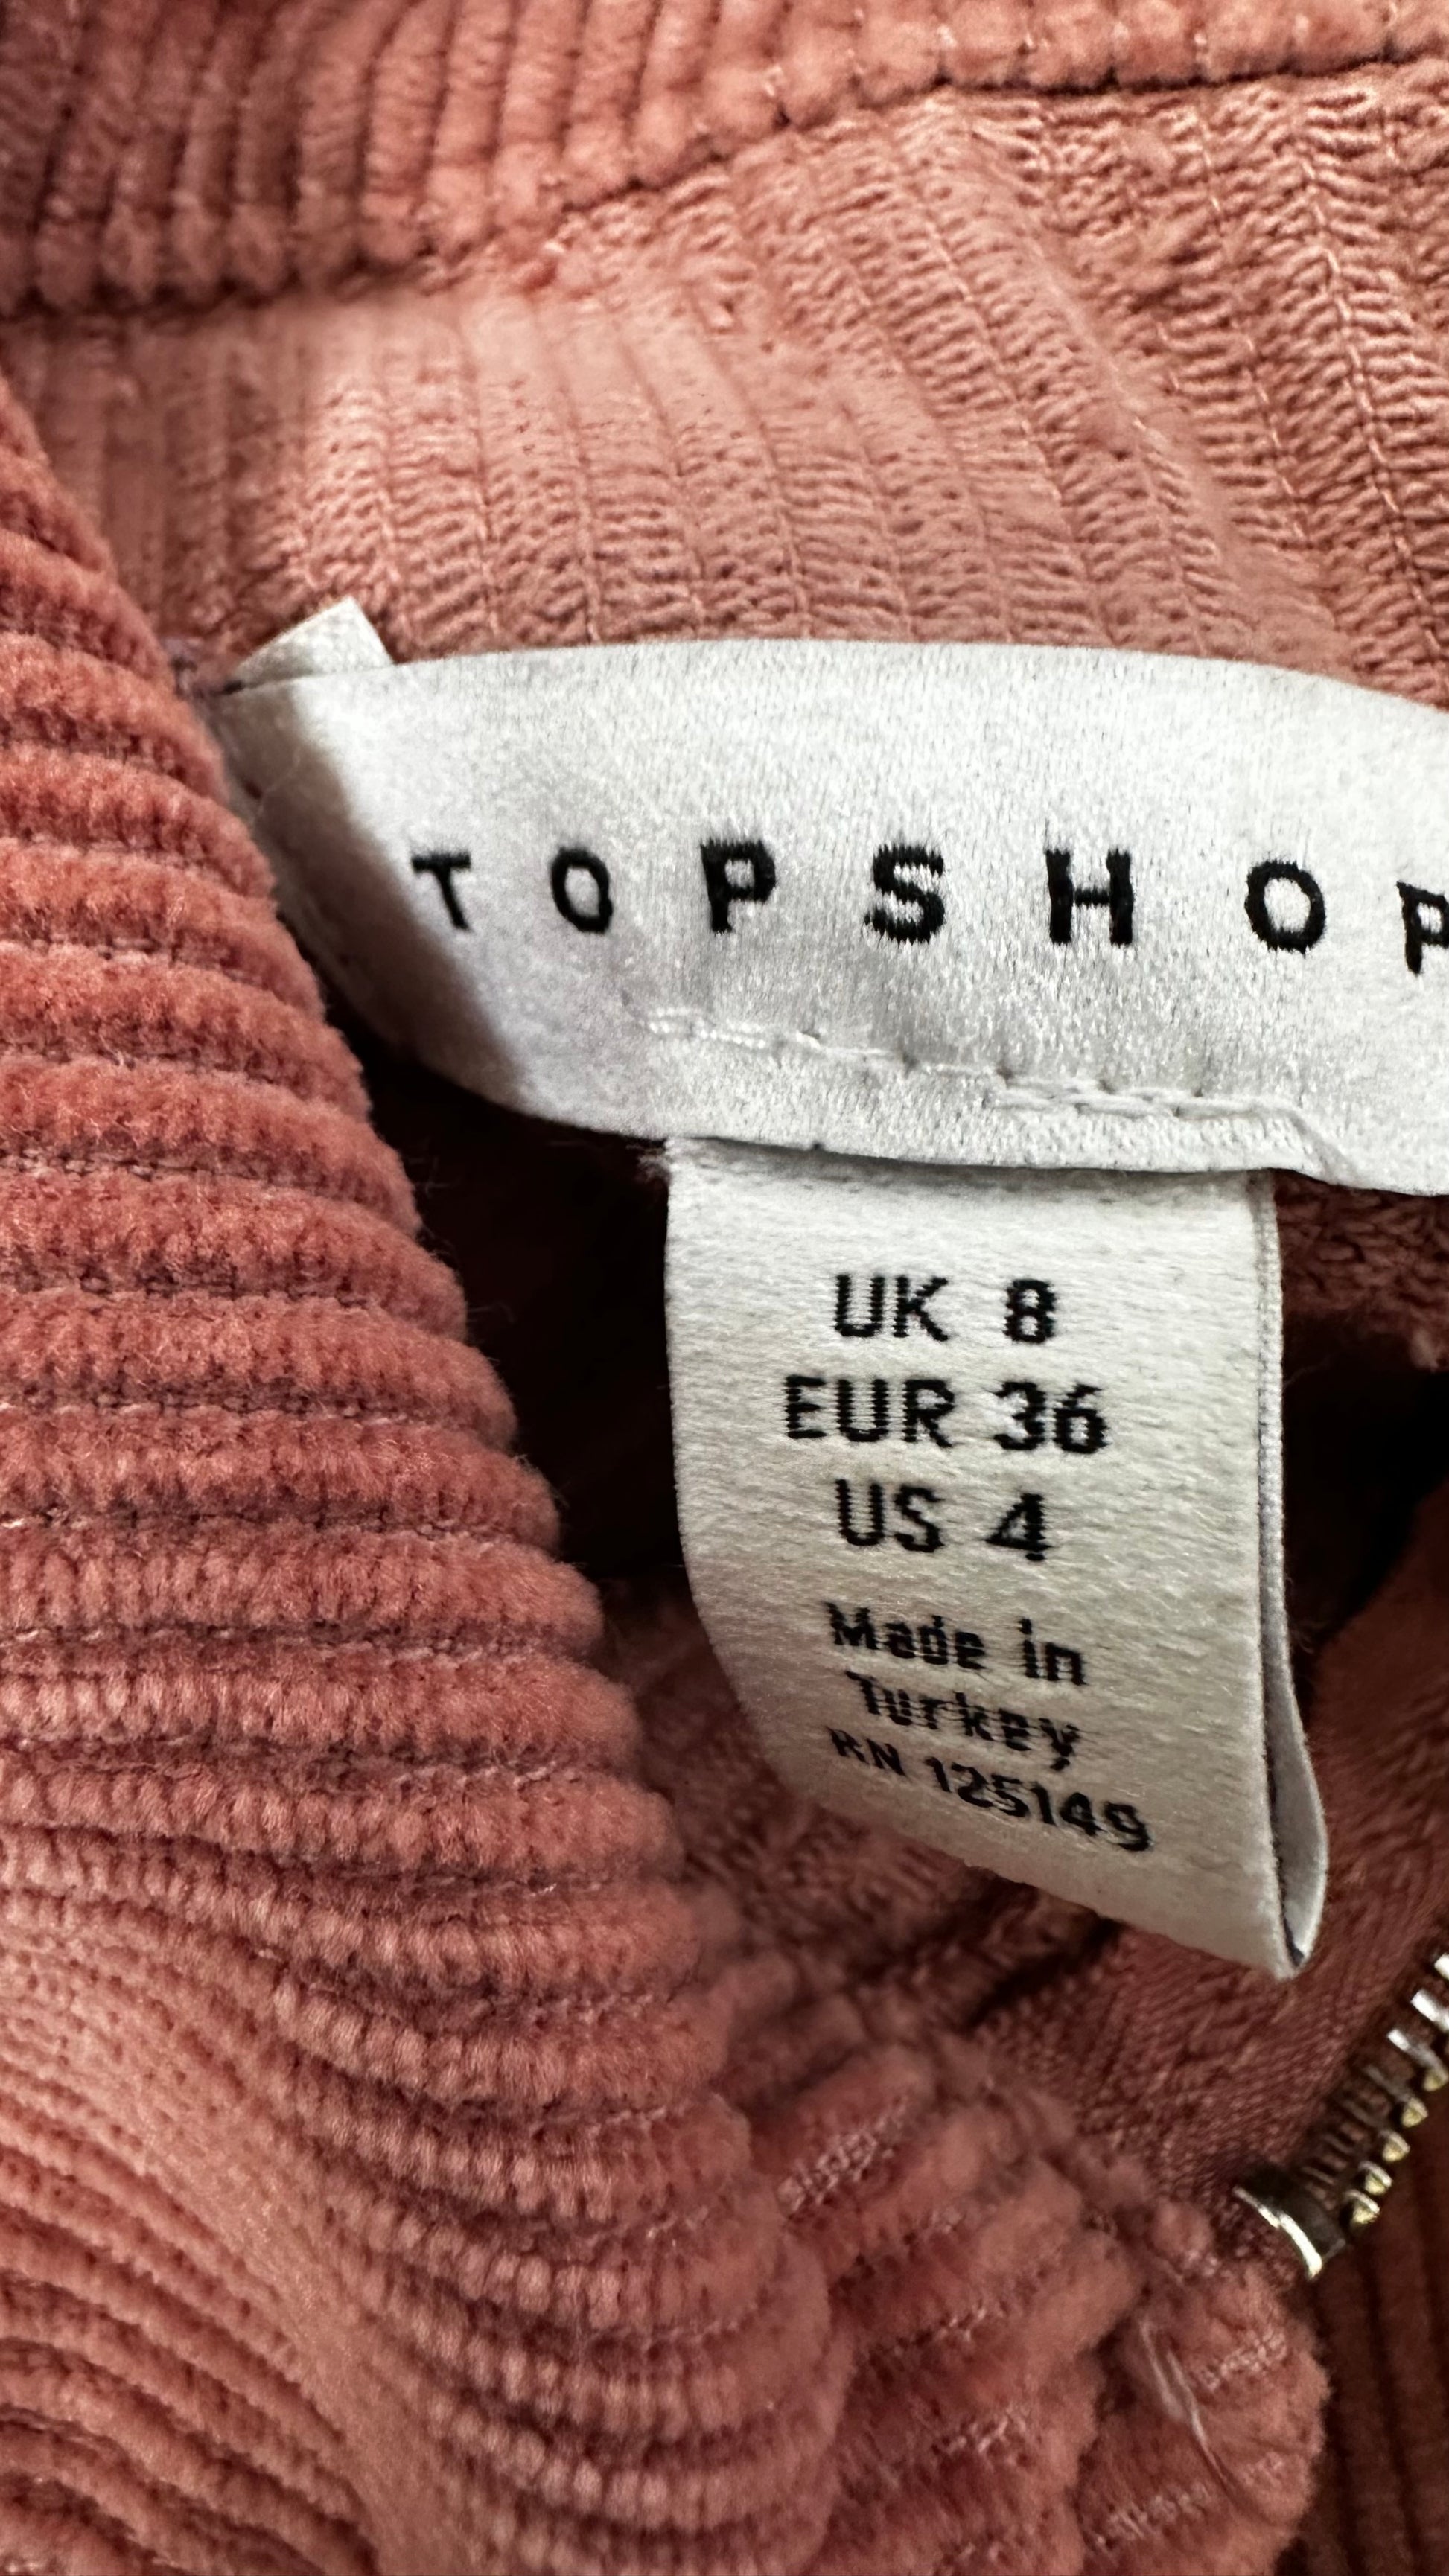 TOPSHOP
UK 8
EUR 36
US 4
Made in
Turkey
RN 125149